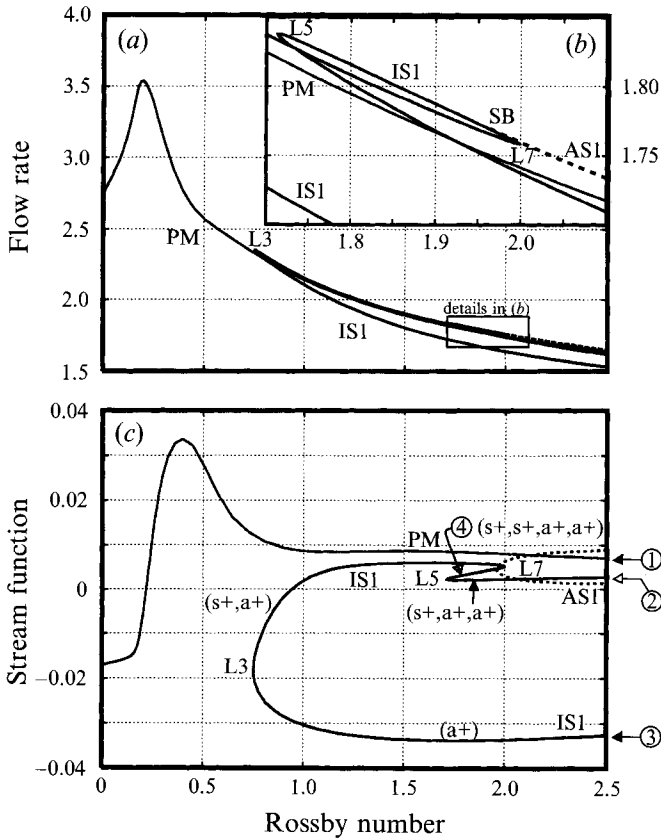 4.0
3.5
3.0
2.5
2.0
1.5
Flow rate
(a)
PM
L3
IS1
details in (b)
L5
(b)
IS1
PM
SB
L7
AS1
IS1
1.80
1.75
1.8
1.9
2.0
0.04
0.02
0
−0.02
−0.04
Stream function
(c)
④ (s+,s+,a+,a+)
PM
①
IS1
L5
L7
②
(s+,a+)
(s+,a+,a+)
AS1
L3
(a+)
IS1
③
0
0.5
1.0
1.5
2.0
2.5
Rossby number